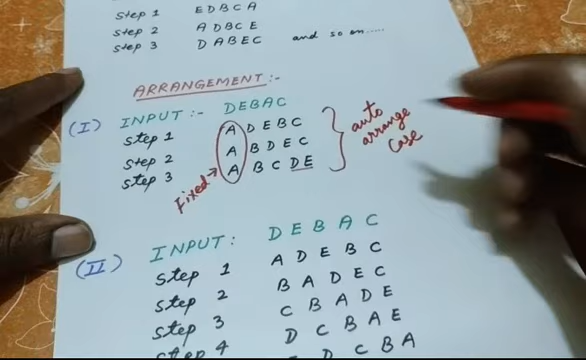 Step 1 E D B C A
Step 2 A D B C E
Step 3 D A B E C and so on.....
ARRANGEMENT :-
(I) INPUT :- D E B A C
Step 1 A D E B C
Step 2 A B D E C
Step 3 A B C D E
Fixed→
auto
arrange
case
(II) INPUT : D E B A C
Step 1 A D E B C
Step 2 B A D E C
Step 3 C B A D E
Step 4 D C B A E
D C B A